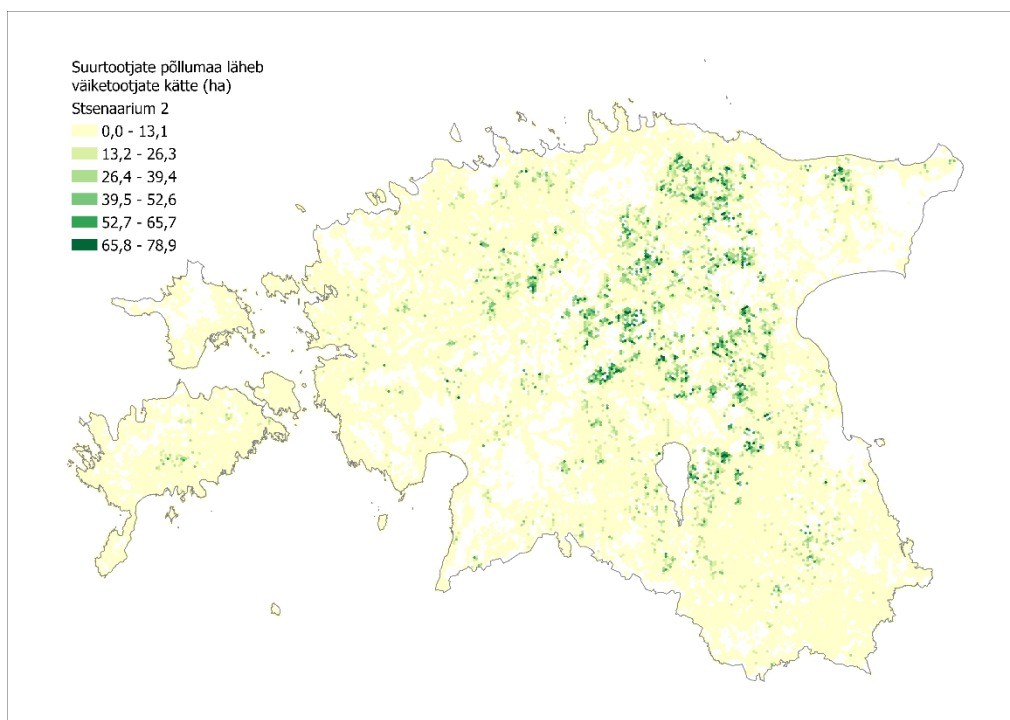 Suurtootjate põllumaa läheb
väiketootjate kätte (ha)
Stsenaarium 2
0,0 - 13,1
13,2 - 26,3
26,4 - 39,4
39,5 - 52,6
52,7 - 65,7
65,8 - 78,9